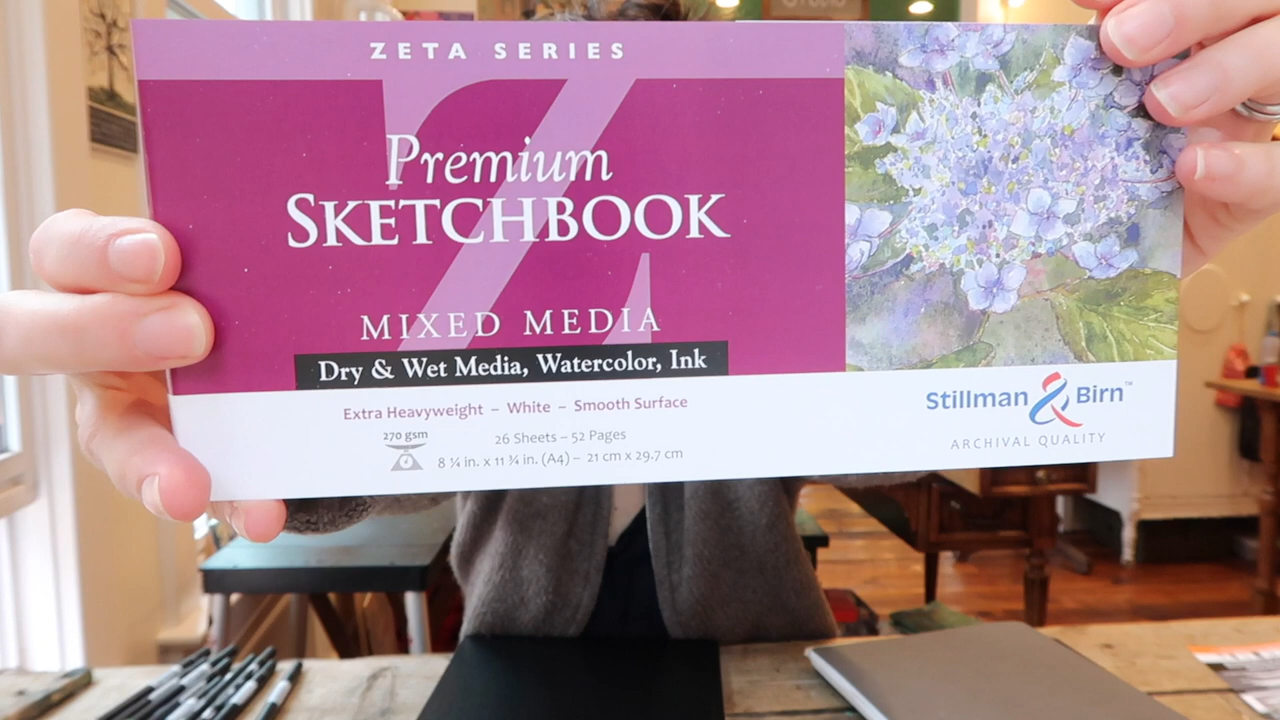 ZETA SERIES
Premium
SKETCHBOOK
MIXED MEDIA
Dry & Wet Media, Watercolor, Ink
Extra Heavyweight – White – Smooth Surface
270 gsm
26 Sheets – 52 Pages
8 ¼ in. x 11 ¾ in. (A4) – 21 cm x 29.7 cm
Stillman & Birn™
ARCHIVAL QUALITY